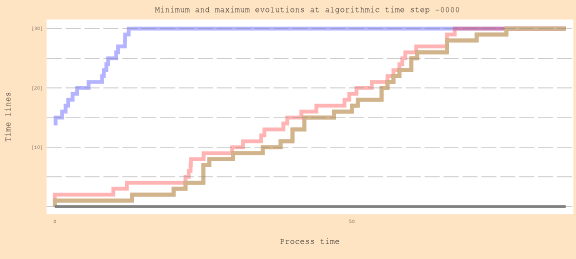 Minimum and maximum evolutions at algorithmic time step ~0000
[30]
[20]
[10]
Time lines
0
50
Process time